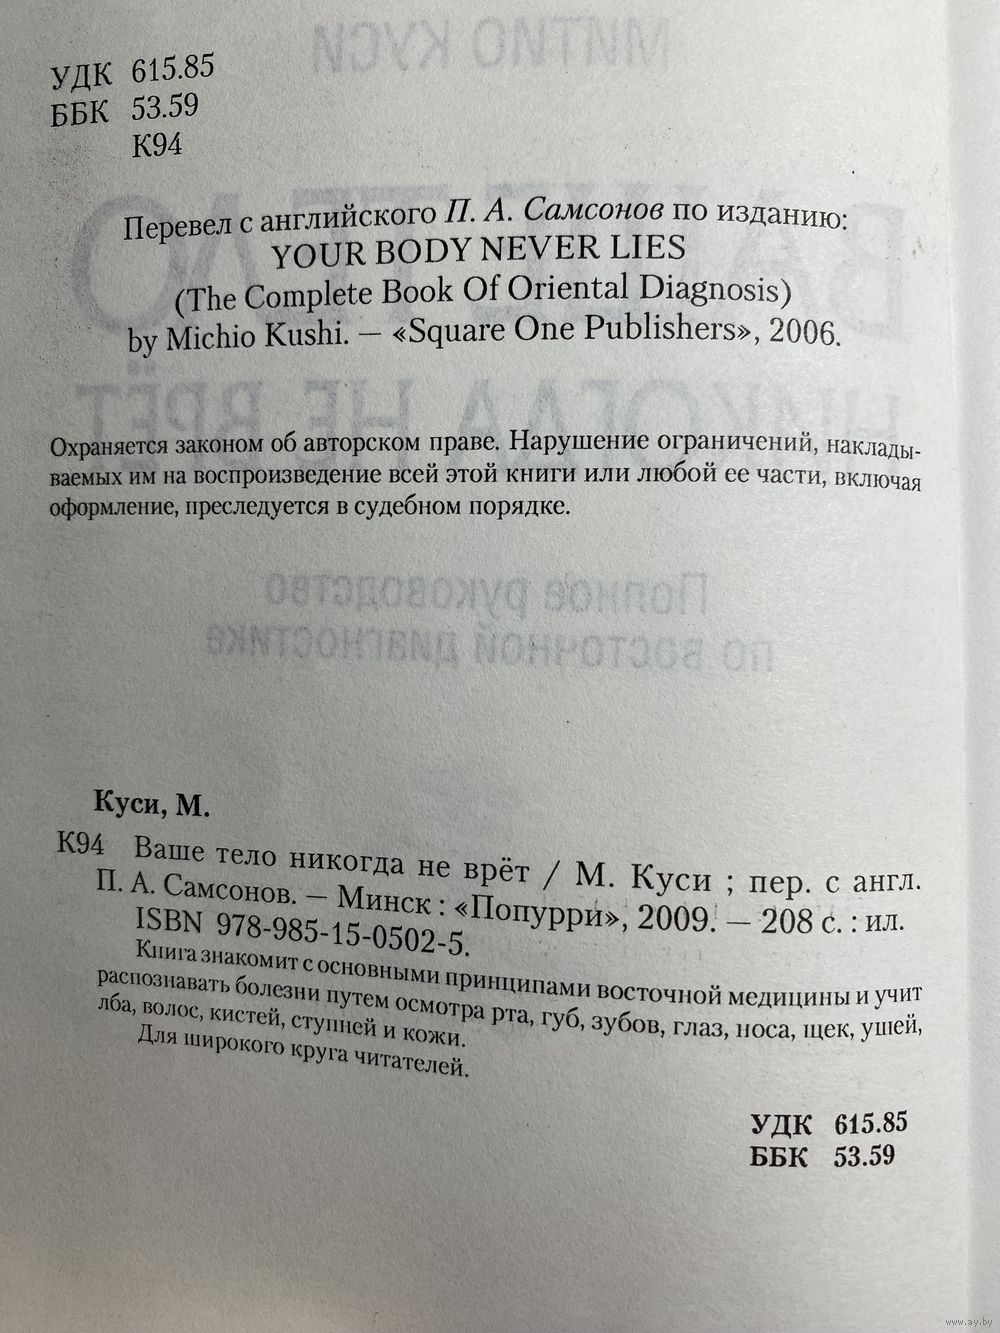 УДК 615.85
ББК 53.59
К94
Перевел с английского П. А. Самсонов по изданию:
YOUR BODY NEVER LIES
(The Complete Book Of Oriental Diagnosis)
by Michio Kushi. — «Square One Publishers», 2006.
Охраняется законом об авторском праве. Нарушение ограничений, наклады-
ваемых им на воспроизведение всей этой книги или любой ее части, включая
оформление, преследуется в судебном порядке.
Куси, М.
К94 Ваше тело никогда не врёт / М. Куси ; пер. с англ.
П. А. Самсонов. — Минск : «Попурри», 2009. — 208 с. : ил.
ISBN 978-985-15-0502-5.
Книга знакомит с основными принципами восточной медицины и учит
распознавать болезни путем осмотра рта, губ, зубов, глаз, носа, щек, ушей,
лба, волос, кистей, ступней и кожи.
Для широкого круга читателей.
УДК 615.85
ББК 53.59
www.ay.by